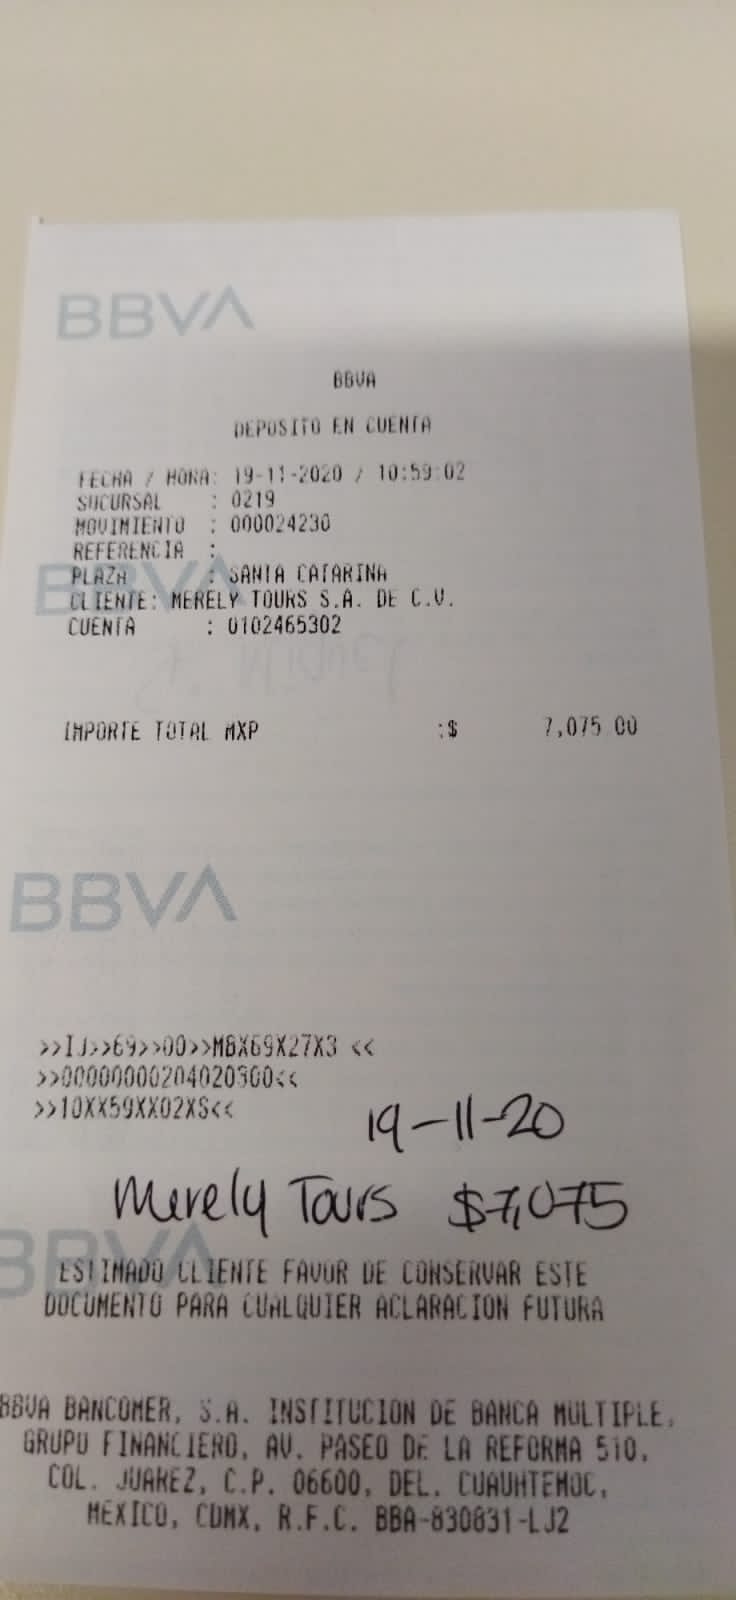 BBVA
BBVA
DEPOSITO EN CUENTA
FECHA / HORA: 19-11-2020 / 10:59:02
SUCURSAL : 0219
MOVIMIENTO : 000024230
REFERENCIA :
BBVA
PLAZA : SANTA CATARINA
CLIENTE: MERELY TOURS S.A. DE C.V.
CUENTA : 0102465302
IMPORTE TOTAL MXP :$ 7,075.00
BBVA
>>IJ>>69>>00>>M8X69X27X3 <<
>>00000000204020300<<
>>10XX59XX02XS<<
19-11-20
Merely Tours $7,075
BBVA
ESTIMADO CLIENTE FAVOR DE CONSERVAR ESTE
DOCUMENTO PARA CUALQUIER ACLARACION FUTURA
BBVA BANCOMER, S.A. INSTITUCION DE BANCA MULTIPLE,
GRUPO FINANCIERO, AV. PASEO DE LA REFORMA 510,
COL. JUAREZ, C.P. 06600, DEL. CUAUHTEMOC,
MEXICO, CDMX, R.F.C. BBA-830831-LJ2